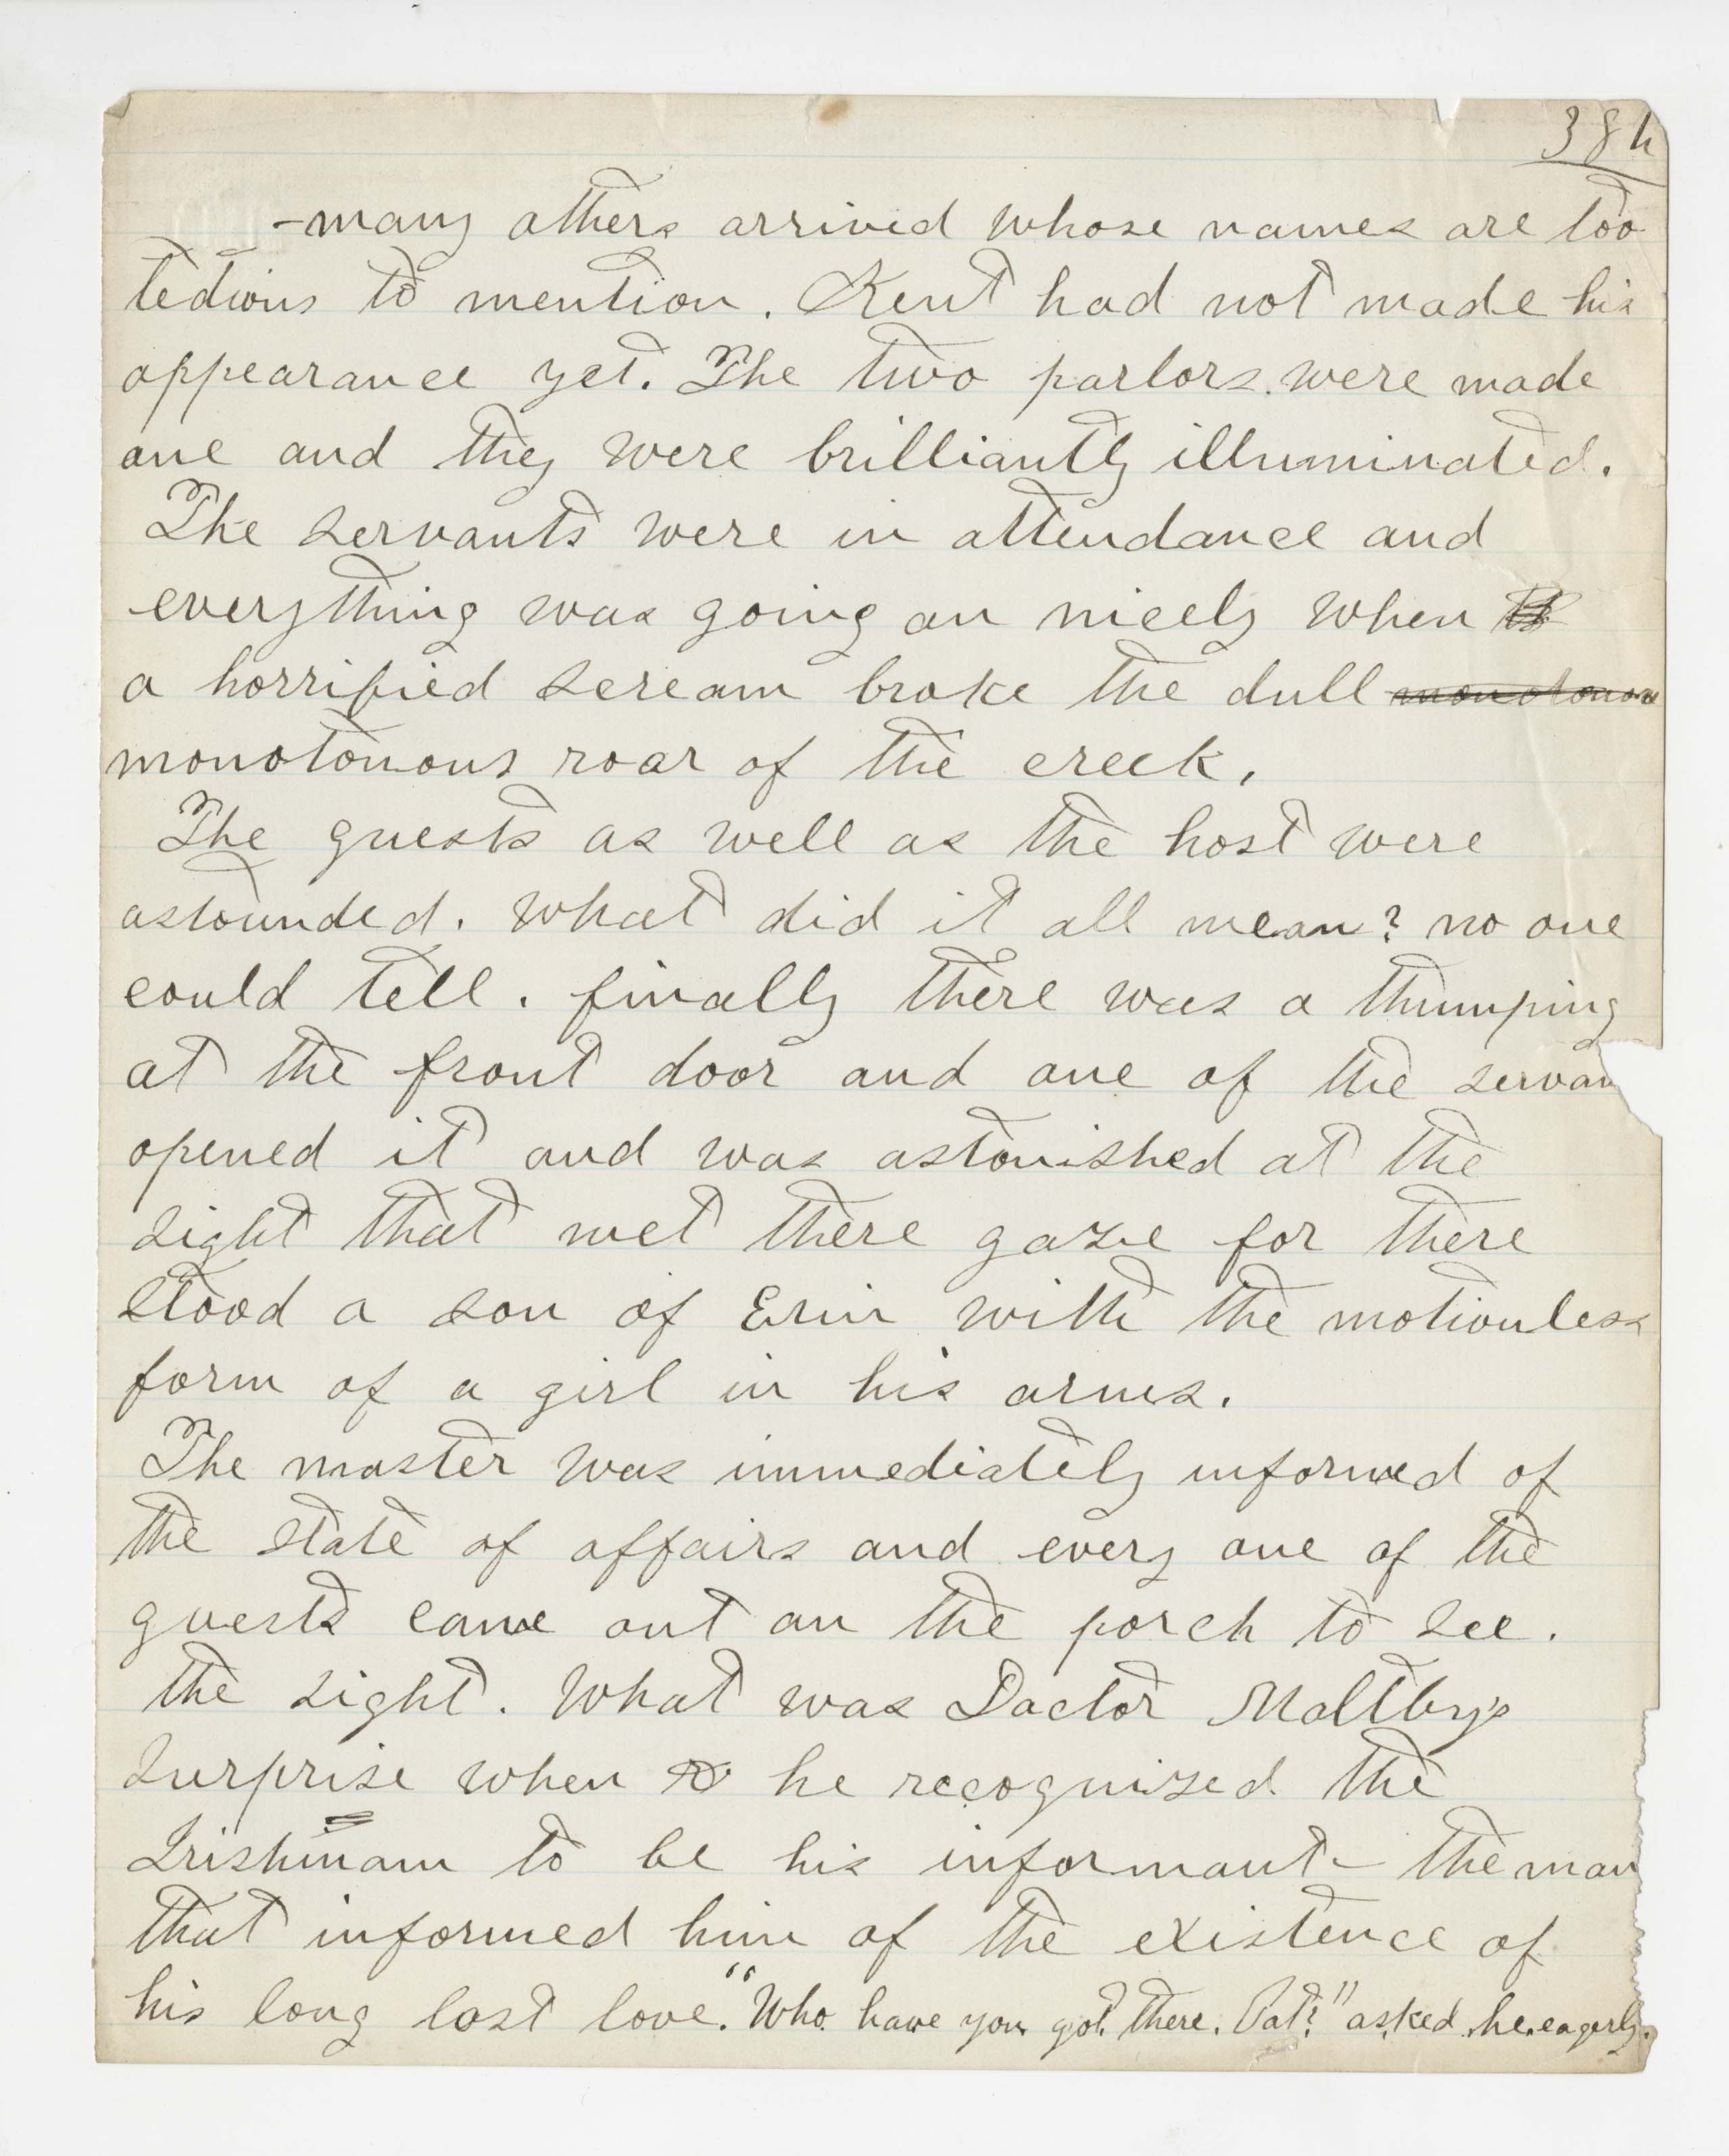 384
-many others arrived whose names are too
tedious to mention. Kent had not made his
appearance yet. The two parlors were made
one and they were brilliantly illuminated.
The servants were in attendance and
everything was going on nicely when
a horrified scream broke the dull monotonou
monotonous roar of the creek.
The guests as well as the host were
astounded. What did it all mean? no one
could tell. finally there was a thumping
at the front door and one of the servan
opened it and was astonished at the
sight that met there gaze for there
stood a son of Erin with the motionless
form of a girl in his arms.
The master was immediately informed of
the state of affairs and every one of the
guests came out on the porch to see.
the sight. What was Doctor Maltby's
surprise when he recognized the
Irishman to be his informant - the man
that informed him of the existence of
his long lost love. "Who have you got there. Pat?" asked he eagerly.